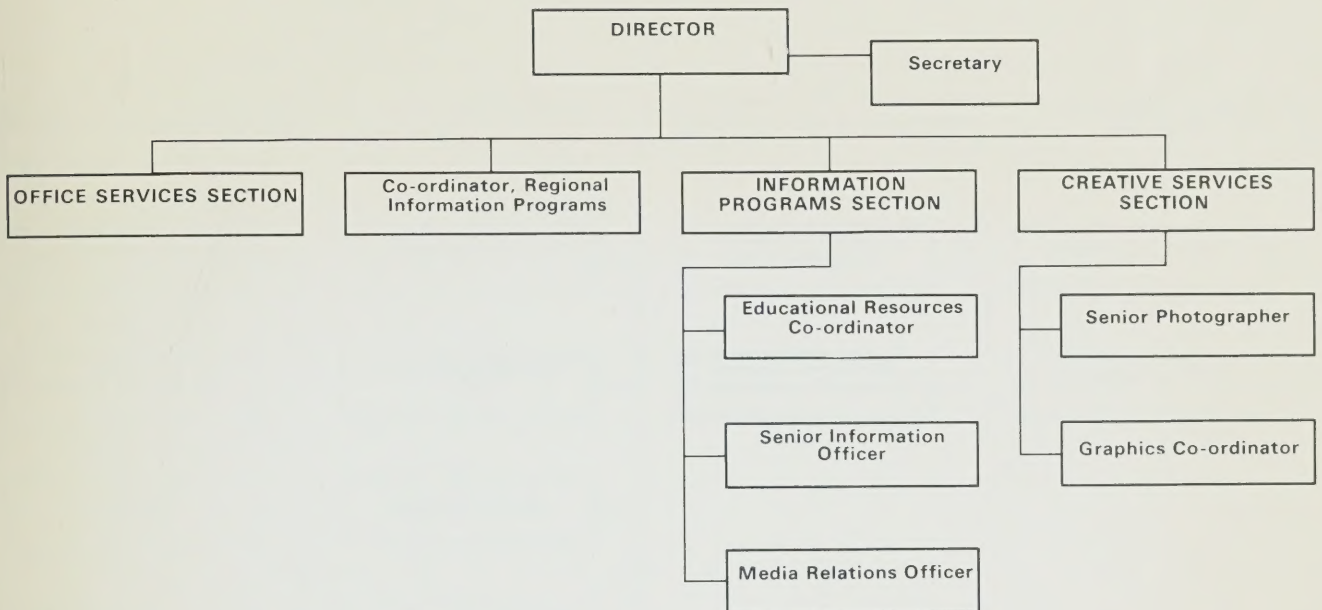 DIRECTOR
Secretary
OFFICE SERVICES SECTION
Co-ordinator, Regional
Information Programs
INFORMATION
PROGRAMS SECTION
CREATIVE SERVICES
SECTION
Educational Resources
Co-ordinator
Senior Photographer
Senior Information
Officer
Graphics Co-ordinator
Media Relations Officer